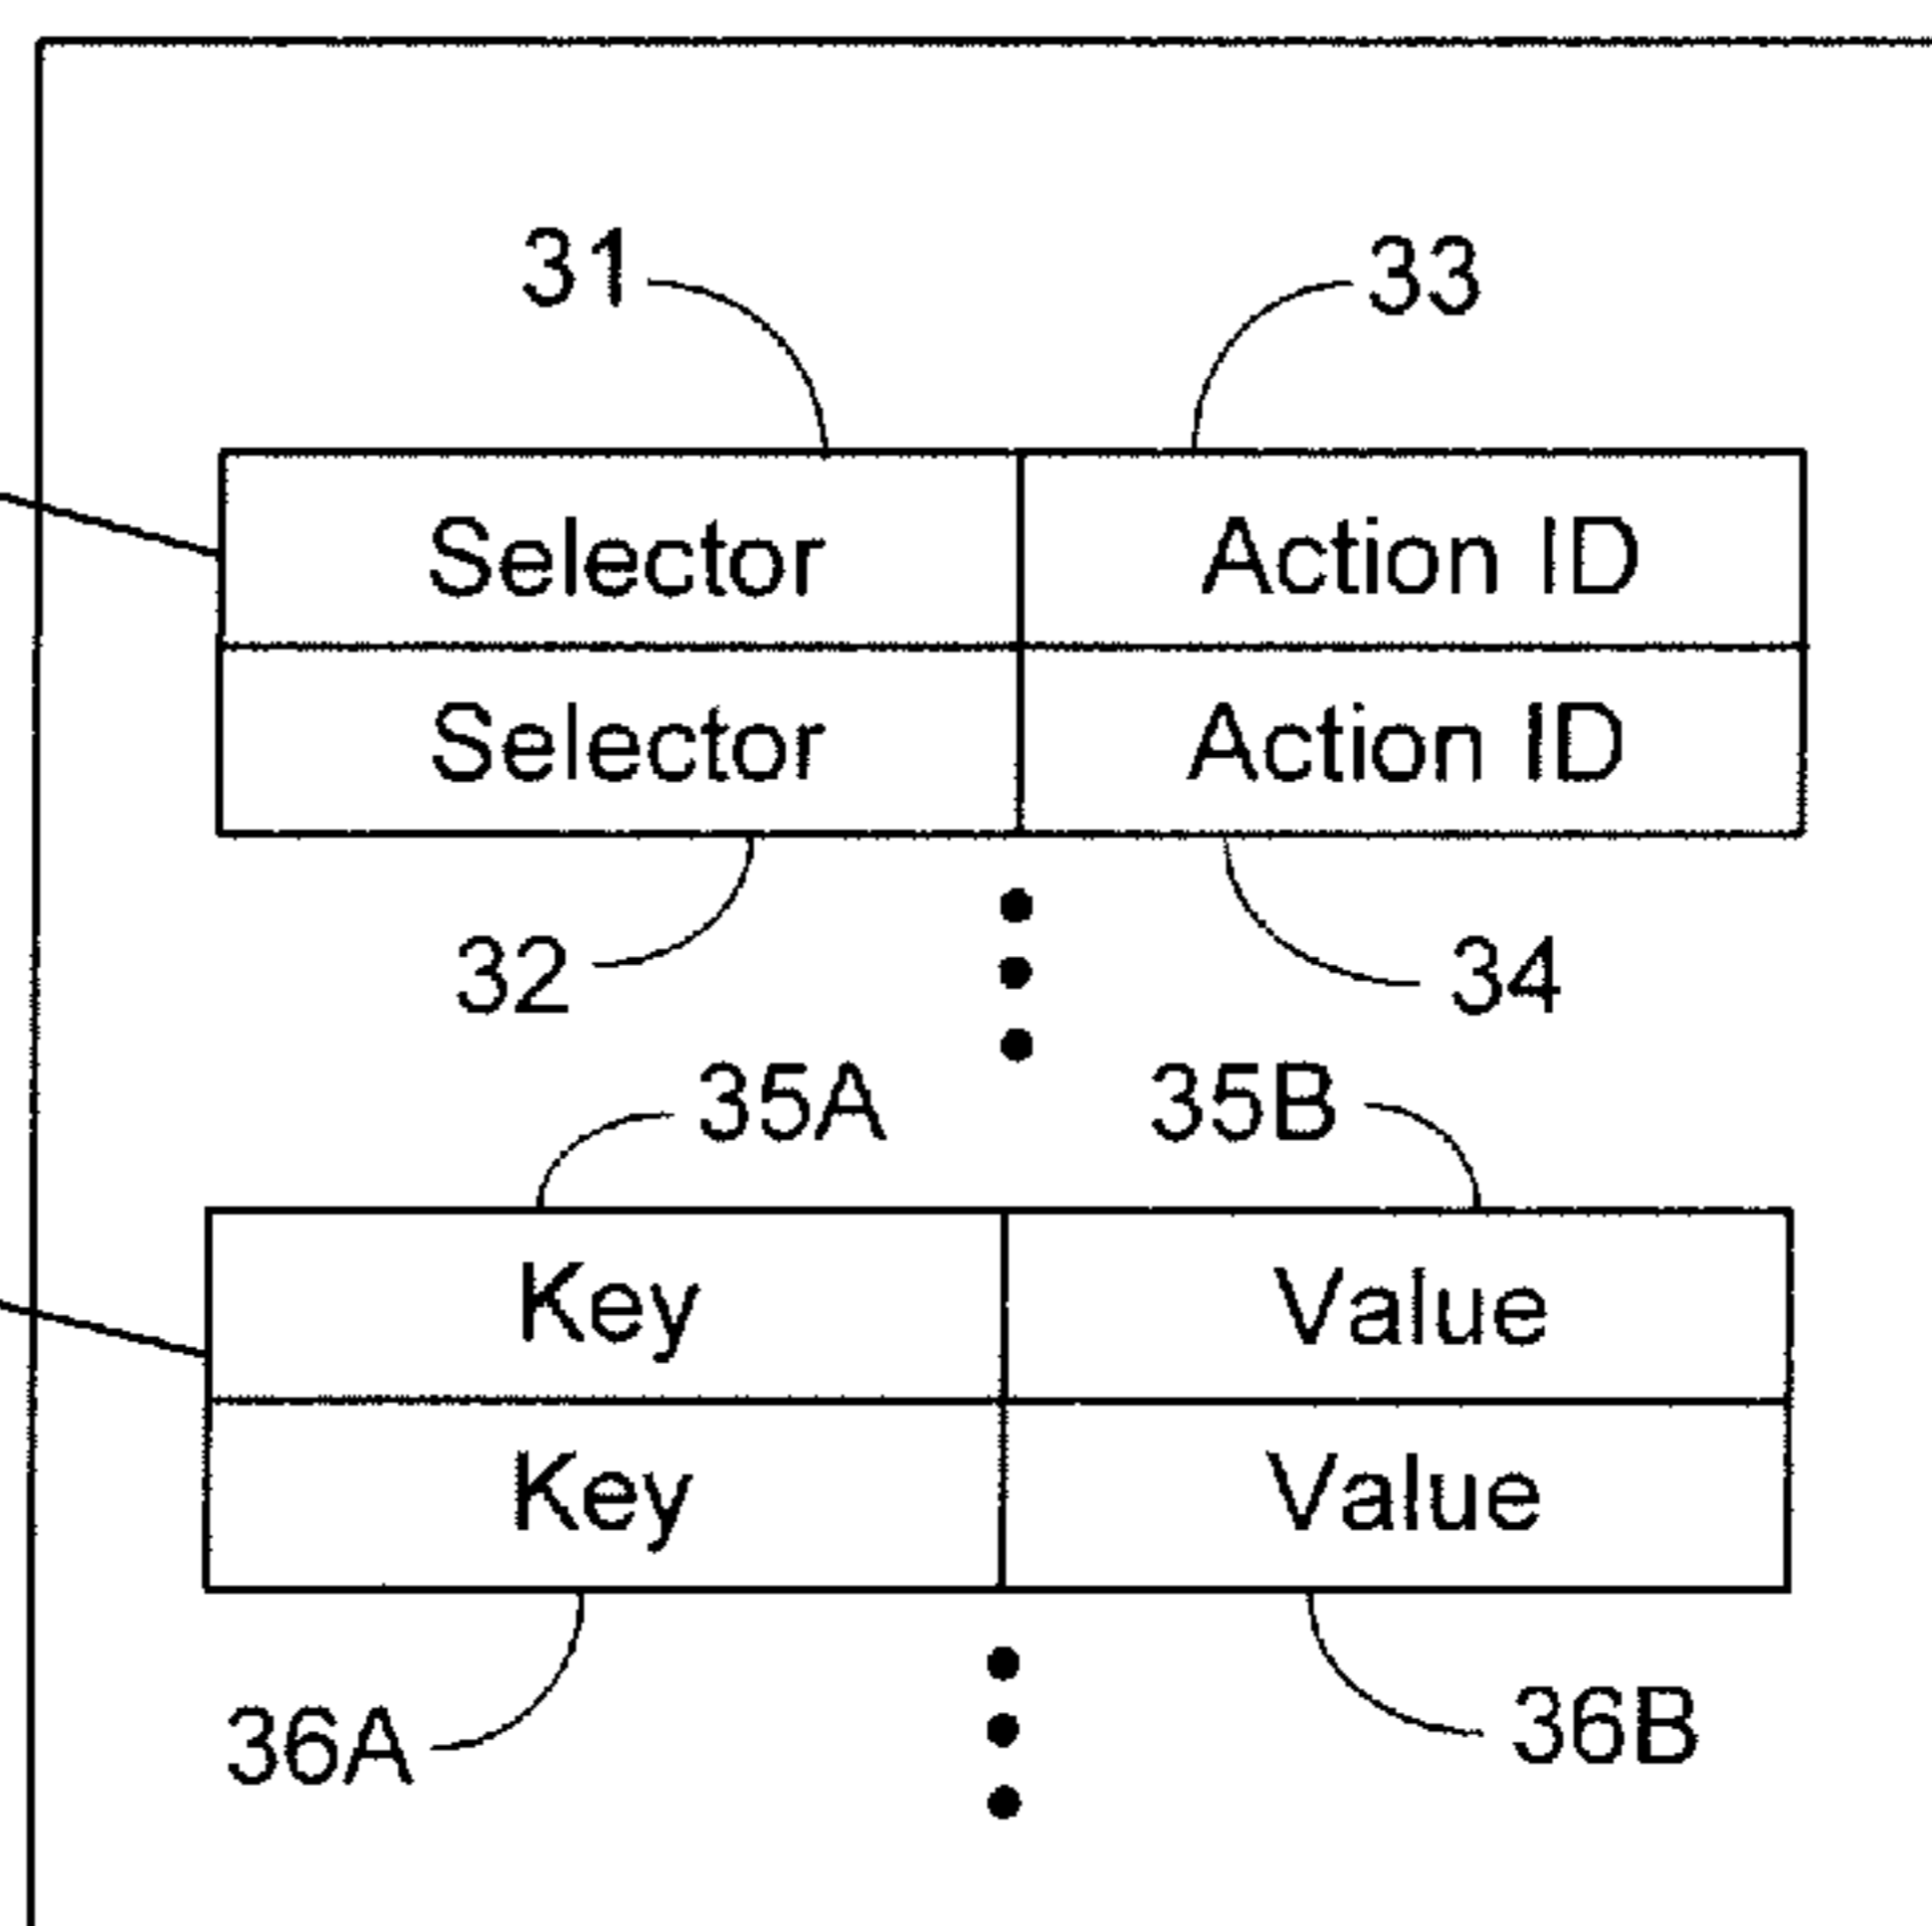 31 33
Selector Action ID
Selector Action ID
32 34
35A 35B
Key Value
Key Value
36A 36B